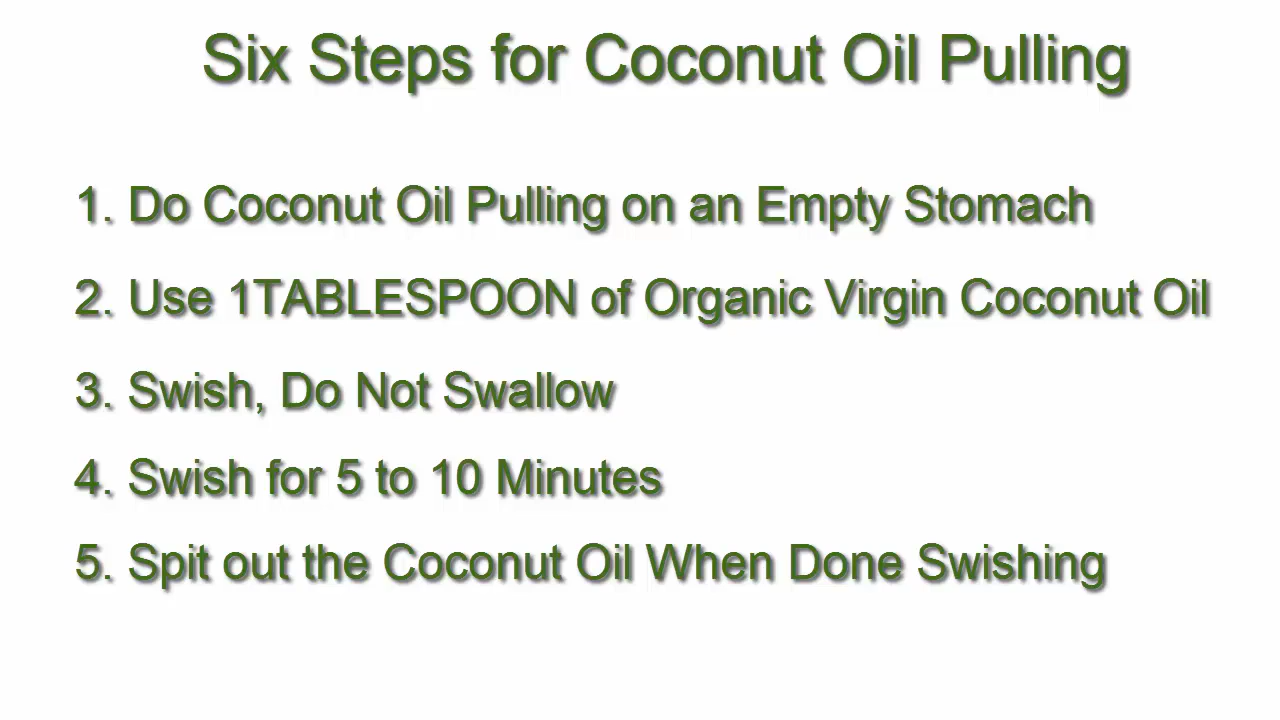 Six Steps for Coconut Oil Pulling
1. Do Coconut Oil Pulling on an Empty Stomach
2. Use 1TABLESPOON of Organic Virgin Coconut Oil
3. Swish, Do Not Swallow
4. Swish for 5 to 10 Minutes
5. Spit out the Coconut Oil When Done Swishing